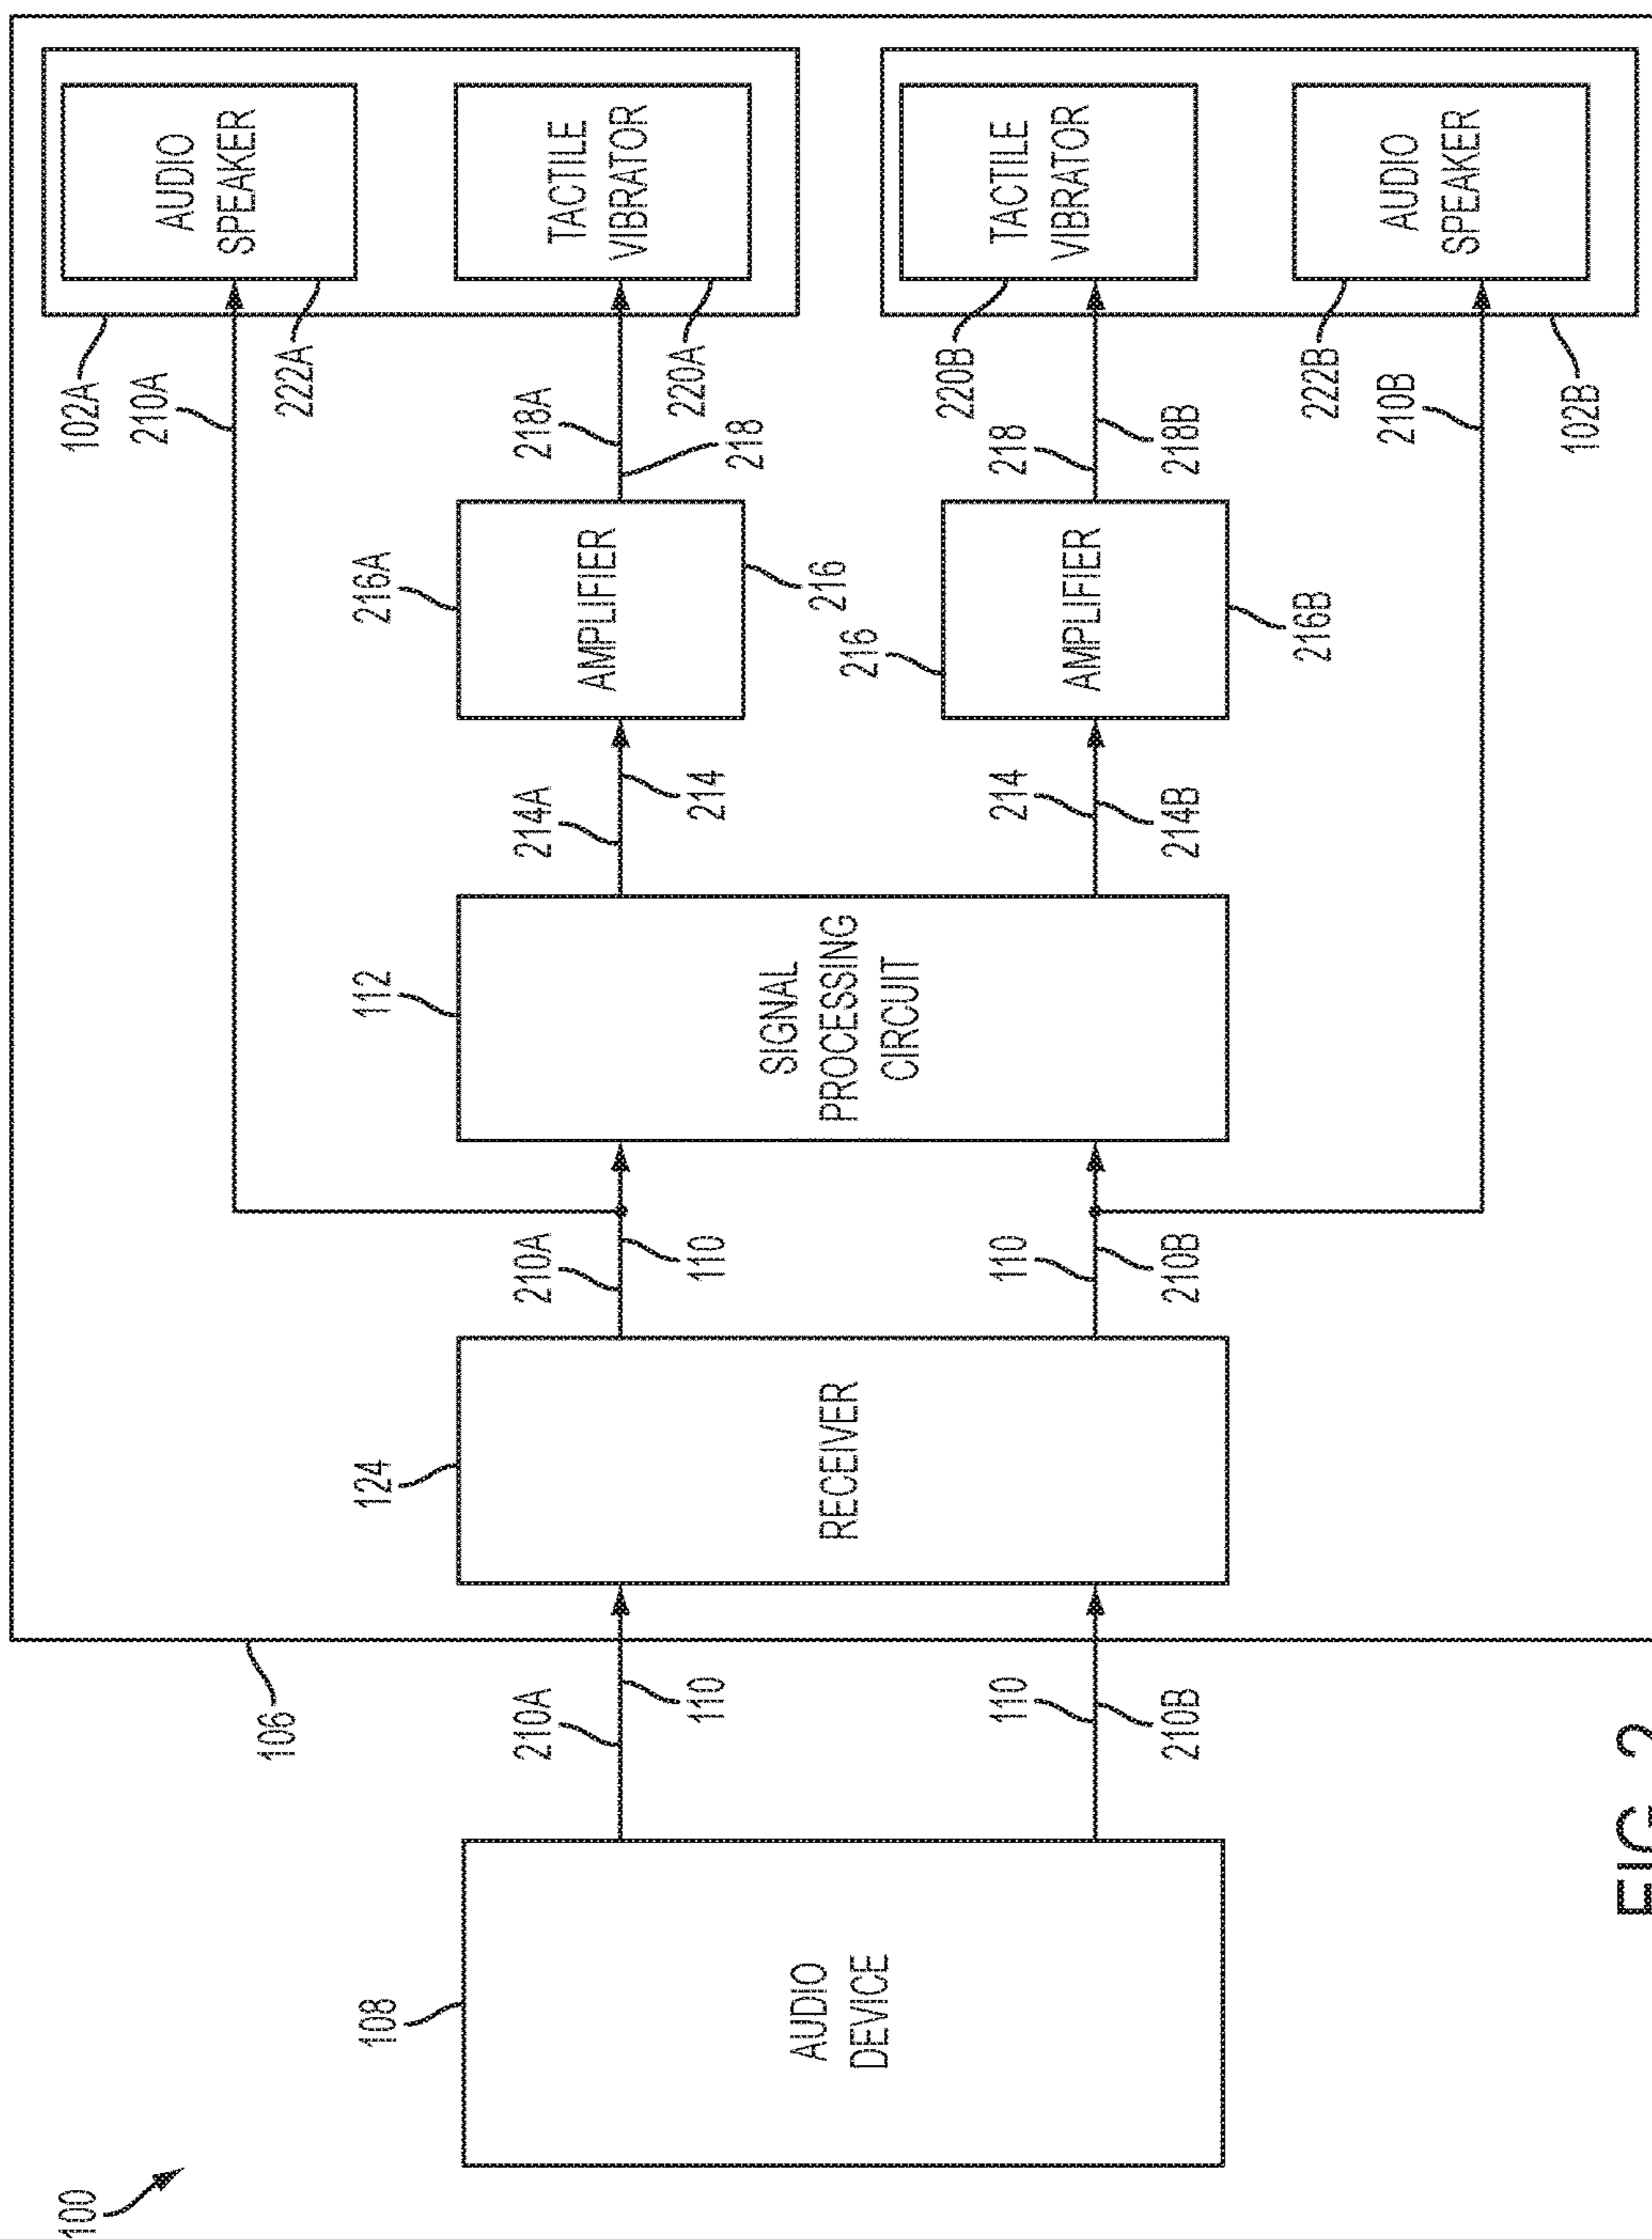 100
108
AUDIO
DEVICE
210A
110
110
210B
106
124
RECEIVER
210A
110
110
210B
112
SIGNAL
PROCESSING
CIRCUIT
214A
214
214
214B
216A
AMPLIFIER
216
216
AMPLIFIER
216B
218A
218
218
218B
102A
210A
222A
AUDIO
SPEAKER
220A
TACTILE
VIBRATOR
220B
TACTILE
VIBRATOR
222B
AUDIO
SPEAKER
210B
102B
FIG. 2